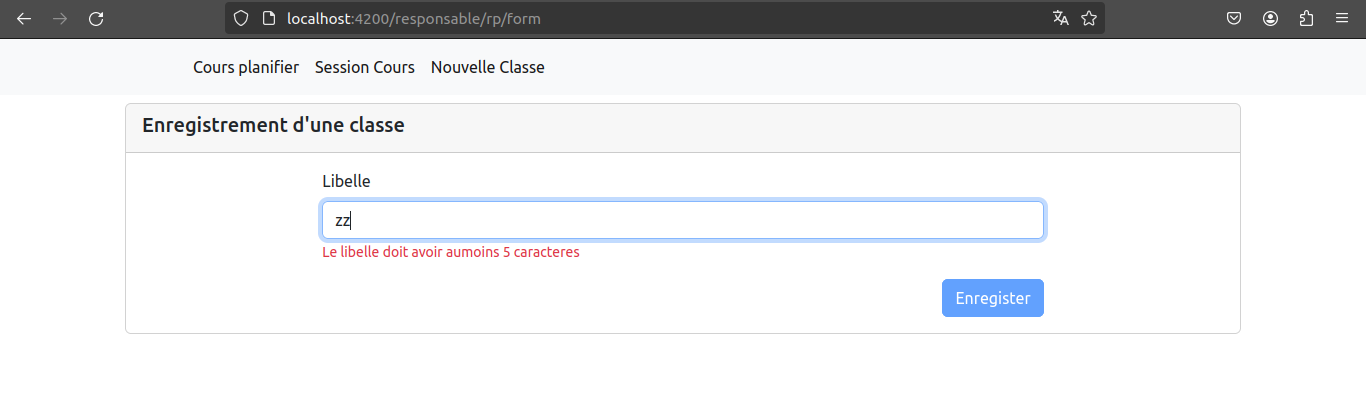 localhost:4200/responsable/rp/form
Cours planifier Session Cours Nouvelle Classe
Enregistrement d'une classe
Libelle
zz
Le libelle doit avoir aumoins 5 caracteres
Enregister